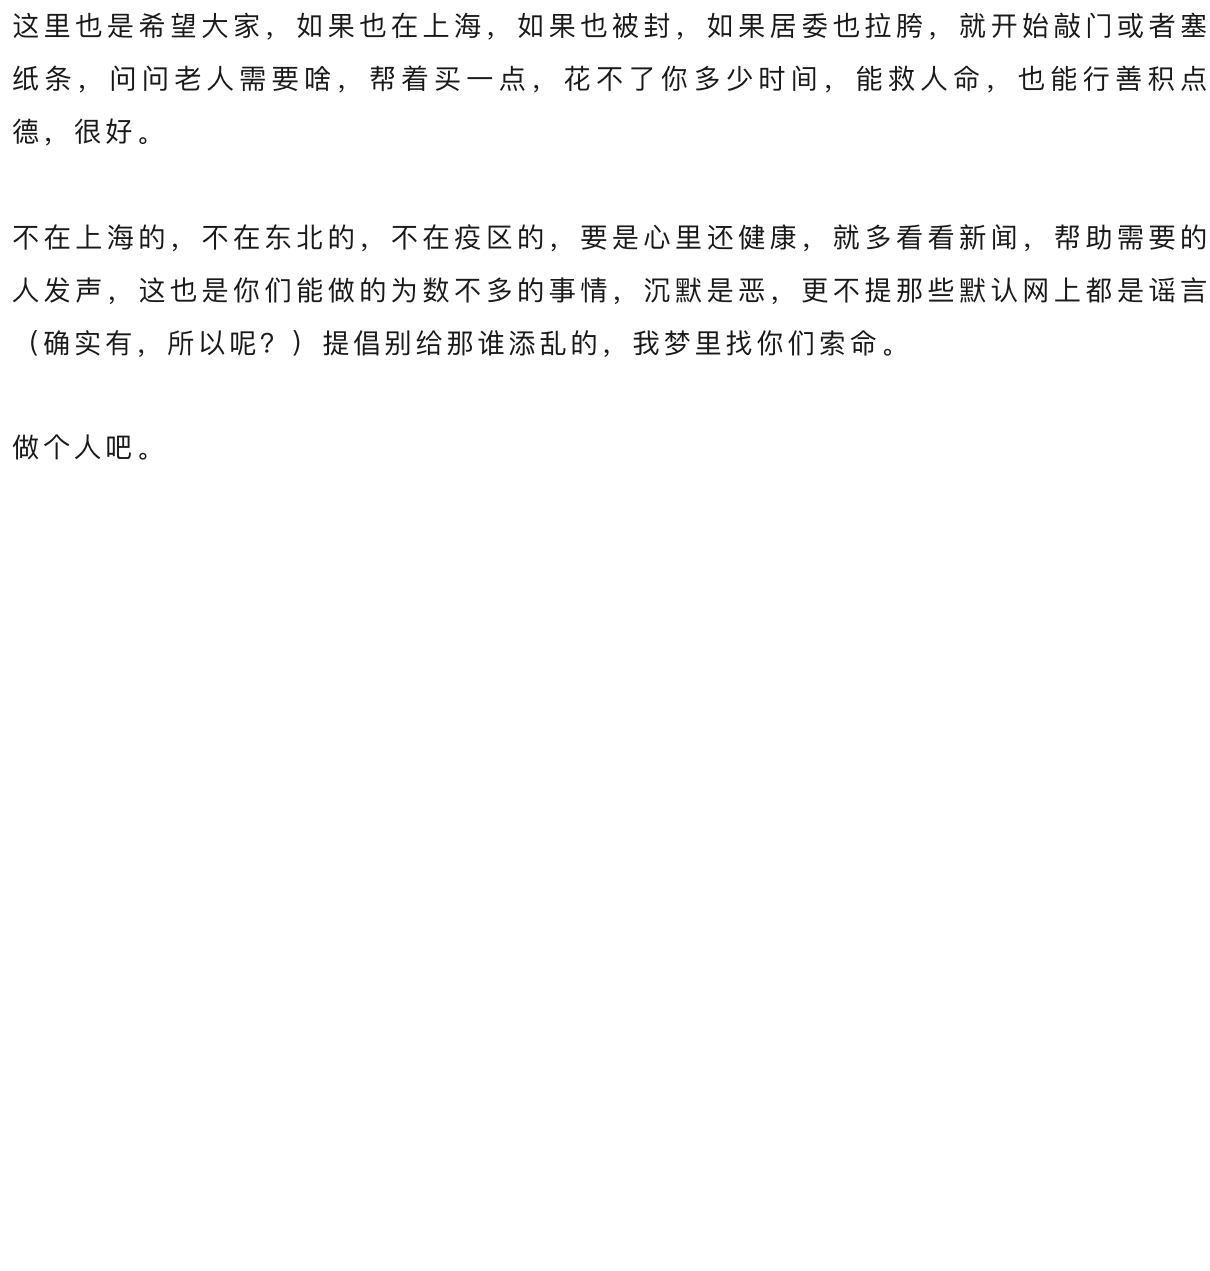 这里也是希望大家，如果也在上海，如果也被封，如果居委也拉胯，就开始敲门或者塞
纸条，问问老人需要啥，帮着买一点，花不了你多少时间，能救人命，也能行善积点
德，很好。
不在上海的，不在东北的，不在疫区的，要是心里还健康，就多看看新闻，帮助需要的
人发声，这也是你们能做的为数不多的事情，沉默是恶，更不提那些默认网上都是谣言
（确实有，所以呢？）提倡别给那谁添乱的，我梦里找你们索命。
做个人吧。